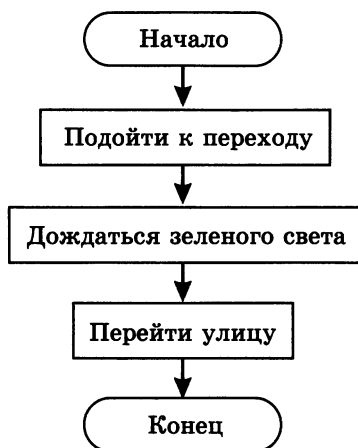 Начало
Подойти к переходу
Дождаться зеленого света
Перейти улицу
Конец